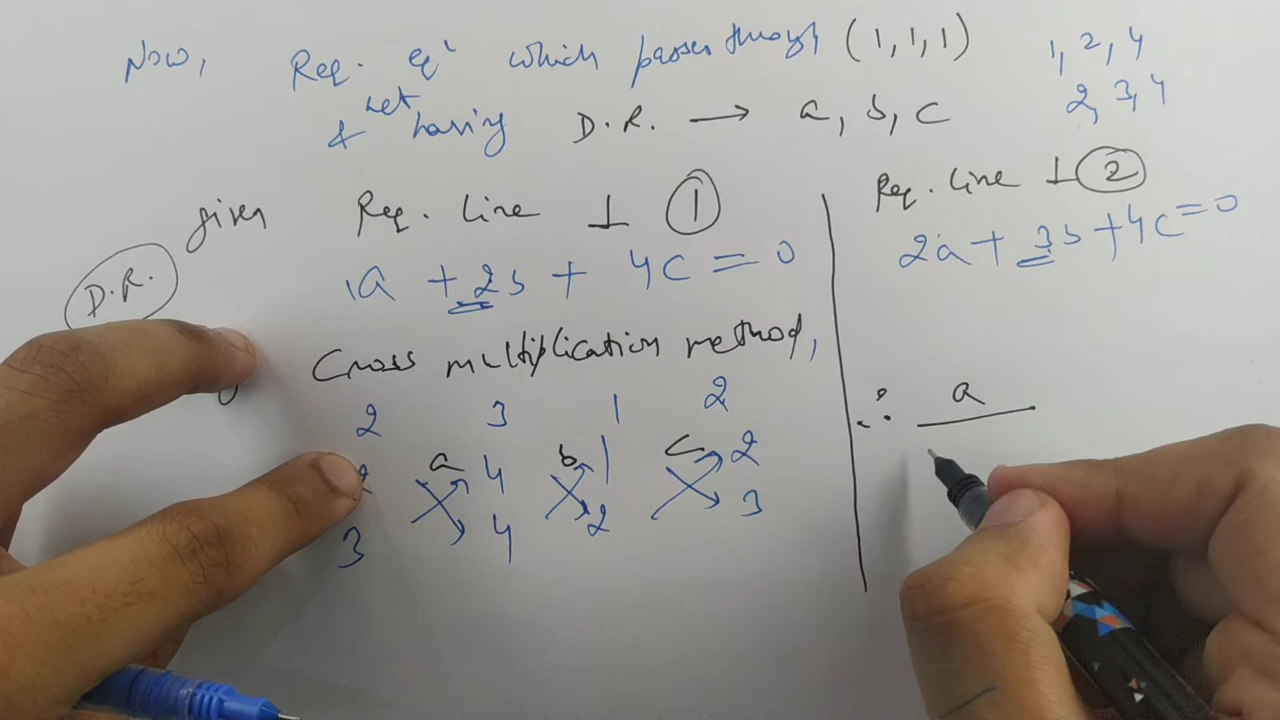 Now, Req. eqⁿ which passes through (1,1,1)
1, 2, 4
& let having D.R. → a, b, c
2, 3, 4
given Req. line ⊥ ①
1a + 2b + 4c = 0
D.R.
Cross multiplication method,
2 3 1 2
2 a 4 b 1 c 2
3 4 2 3
Req. line ⊥ ②
2a + 3b + 4c = 0
∴ a